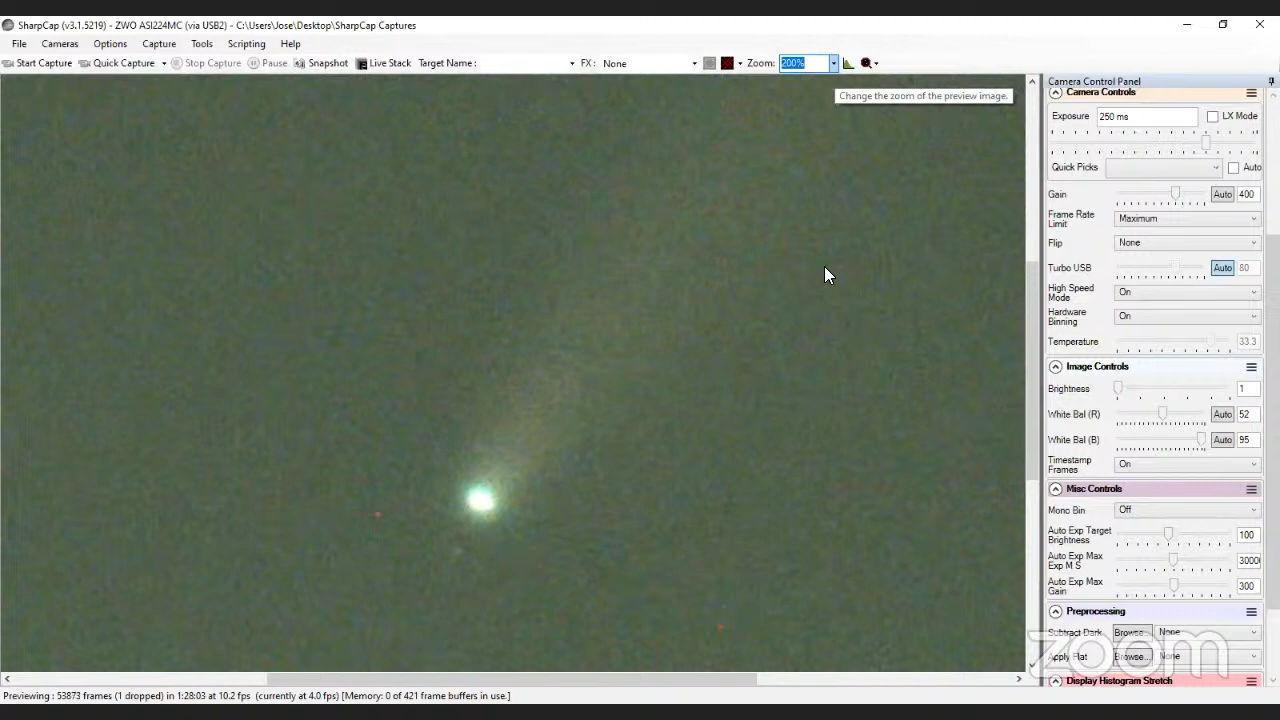 SharpCap (v3.1.5219) - ZWO ASI224MC (via USB2) - C:\Users\Jose\Desktop\SharpCap Captures
File Cameras Options Capture Tools Scripting Help
Start Capture Quick Capture Stop Capture Pause Snapshot Live Stack Target Name : FX : None Zoom: 200%
Change the zoom of the preview image.
Camera Control Panel
Camera Controls
Exposure 250 ms LX Mode
Quick Picks Auto
Gain Auto 400
Frame Rate Limit Maximum
Flip None
Turbo USB Auto 80
High Speed Mode On
Hardware Binning On
Temperature 33.3
Image Controls
Brightness 1
White Bal (R) Auto 52
White Bal (B) Auto 95
Timestamp Frames On
Misc Controls
Mono Bin Off
Auto Exp Target Brightness 100
Auto Exp Max Exp M S 30000
Auto Exp Max Gain 300
Preprocessing
Subtract Dark Browse... None
Apply Flat Browse... None
Display Histogram Stretch
zoom
Previewing : 53873 frames (1 dropped) in 1:28:03 at 10.2 fps (currently at 4.0 fps) [Memory: 0 of 421 frame buffers in use.]